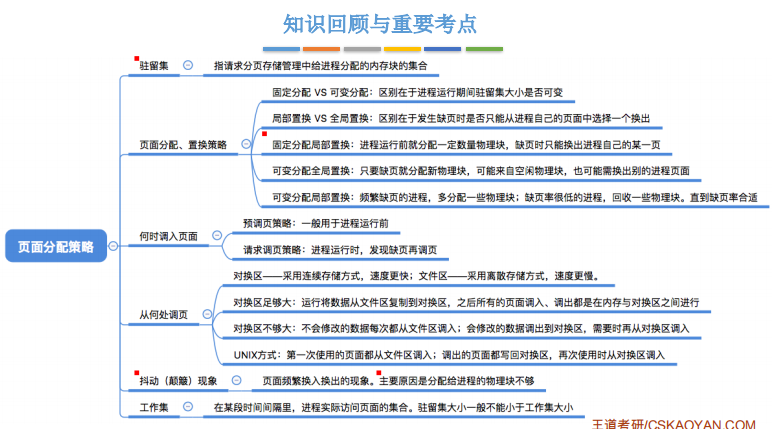 知识回顾与重要考点
驻留集
指请求分页存储管理中给进程分配的内存块的集合
页面分配策略
页面分配、置换策略
固定分配 VS 可变分配：区别在于进程运行期间驻留集大小是否可变
局部置换 VS 全局置换：区别在于发生缺页时是否只能从进程自己的页面中选择一个换出
固定分配局部置换：进程运行前就分配一定数量物理块，缺页时只能换出进程自己的某一页
可变分配全局置换：只要缺页就分配新物理块，可能来自空闲物理块，也可能需换出别的进程页面
可变分配局部置换：频繁缺页的进程，多分配一些物理块；缺页率很低的进程，回收一些物理块。直到缺页率合适
何时调入页面
预调页策略：一般用于进程运行前
请求调页策略：进程运行时，发现缺页再调页
从何处调页
对换区——采用连续存储方式，速度更快；文件区——采用离散存储方式，速度更慢。
对换区足够大：运行将数据从文件区复制到对换区，之后所有的页面调入、调出都是在内存与对换区之间进行
对换区不够大：不会修改的数据每次都从文件区调入；会修改的数据调出到对换区，需要时再从对换区调入
UNIX方式：第一次使用的页面都从文件区调入；调出的页面都写回对换区，再次使用时从对换区调入
抖动（颠簸）现象
页面频繁换入换出的现象。主要原因是分配给进程的物理块不够
工作集
在某段时间间隔里，进程实际访问页面的集合。驻留集大小一般不能小于工作集大小
王道考研/CSKAOYAN.COM